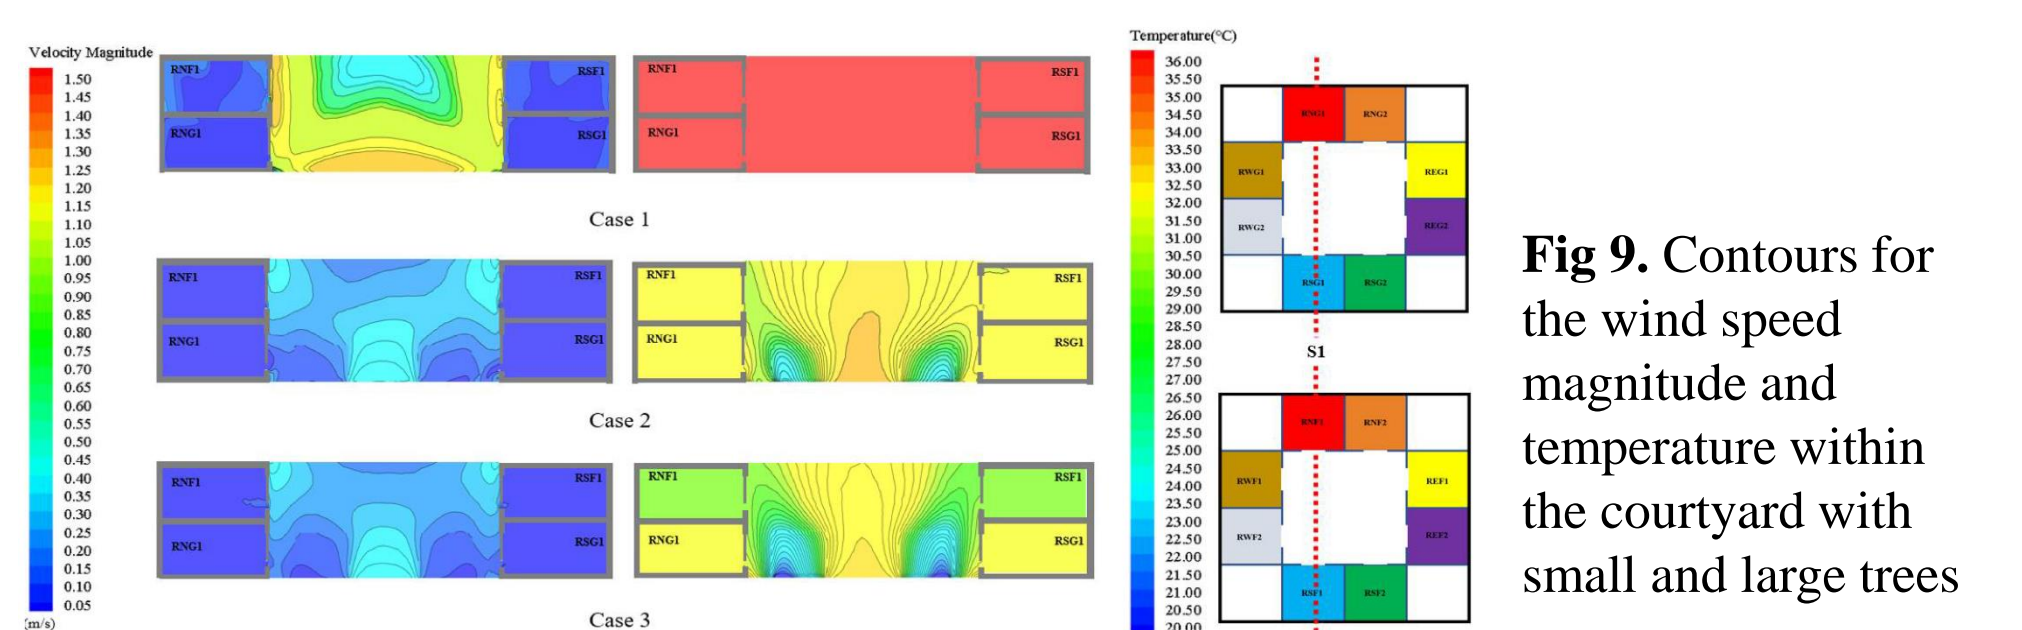 Velocity Magnitude
1.50
1.45
1.40
1.35
1.30
1.25
1.20
1.15
1.10
1.05
1.00
0.95
0.90
0.85
0.80
0.75
0.70
0.65
0.60
0.55
0.50
0.45
0.40
0.35
0.30
0.25
0.20
0.15
0.10
0.05
(m/s)
RNF1
RSF1
RNG1
RSG1
RNF1
RSF1
RNG1
RSG1
Case 1
RNF1
RSF1
RNG1
RSG1
RNF1
RSF1
RNG1
RSG1
Case 2
RNF1
RSF1
RNG1
RSG1
RNF1
RSF1
RNG1
RSG1
Case 3
Temperature(°C)
36.00
35.50
35.00
34.50
34.00
33.50
33.00
32.50
32.00
31.50
31.00
30.50
30.00
29.50
29.00
28.50
28.00
27.50
27.00
26.50
26.00
25.50
25.00
24.50
24.00
23.50
23.00
22.50
22.00
21.50
21.00
20.50
20.00
RNG1
RNG2
RWG1
REG1
RWG2
REG2
RSG1
RSG2
S1
RNF1
RNF2
RWF1
REF1
RWF2
REF2
RSF1
RSF2
Fig 9. Contours for
the wind speed
magnitude and
temperature within
the courtyard with
small and large trees